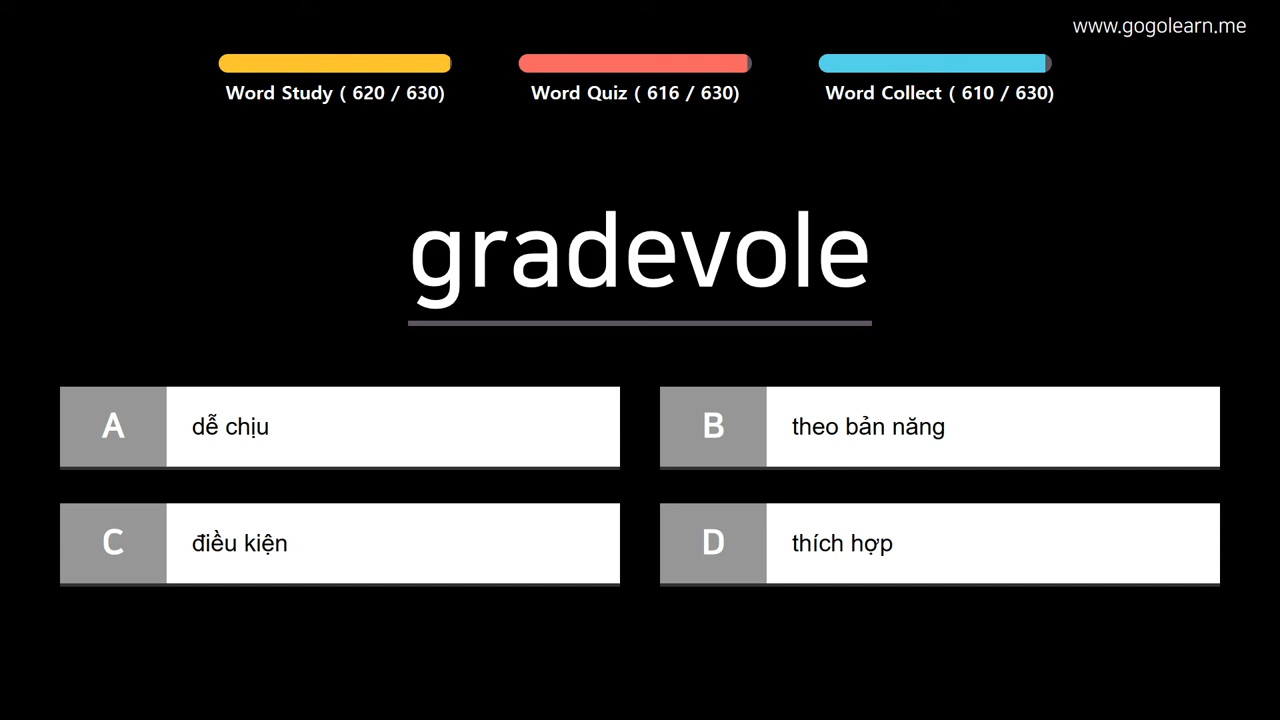 www.gogolearn.me
Word Study ( 620 / 630)
Word Quiz ( 616 / 630)
Word Collect ( 610 / 630)
gradevole
A dễ chịu
B theo bản năng
C điều kiện
D thích hợp